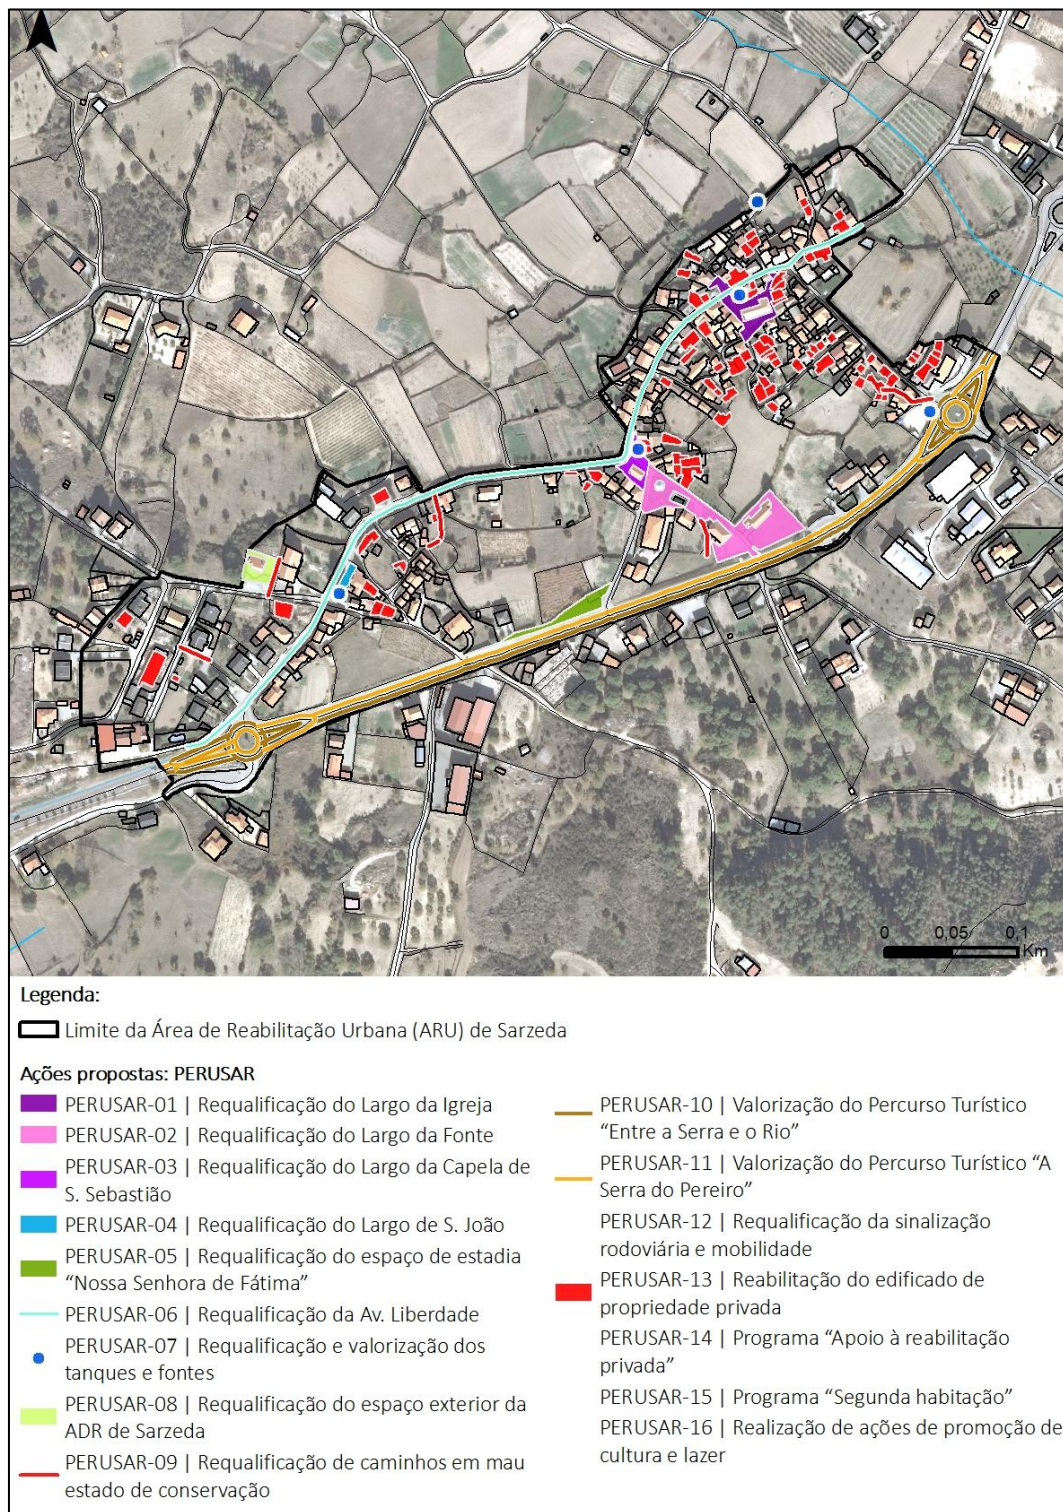 0 0,05 0,1
Km
Legenda:
Limite da Área de Reabilitação Urbana (ARU) de Sarzeda
Ações propostas: PERUSAR
PERUSAR-01 | Requalificação do Largo da Igreja
PERUSAR-02 | Requalificação do Largo da Fonte
PERUSAR-03 | Requalificação do Largo da Capela de
S. Sebastião
PERUSAR-04 | Requalificação do Largo de S. João
PERUSAR-05 | Requalificação do espaço de estadia
“Nossa Senhora de Fátima”
PERUSAR-06 | Requalificação da Av. Liberdade
PERUSAR-07 | Requalificação e valorização dos
tanques e fontes
PERUSAR-08 | Requalificação do espaço exterior da
ADR de Sarzeda
PERUSAR-09 | Requalificação de caminhos em mau
estado de conservação
PERUSAR-10 | Valorização do Percurso Turístico
“Entre a Serra e o Rio”
PERUSAR-11 | Valorização do Percurso Turístico “A
Serra do Pereiro”
PERUSAR-12 | Requalificação da sinalização
rodoviária e mobilidade
PERUSAR-13 | Reabilitação do edificado de
propriedade privada
PERUSAR-14 | Programa “Apoio à reabilitação
privada”
PERUSAR-15 | Programa “Segunda habitação”
PERUSAR-16 | Realização de ações de promoção de
cultura e lazer